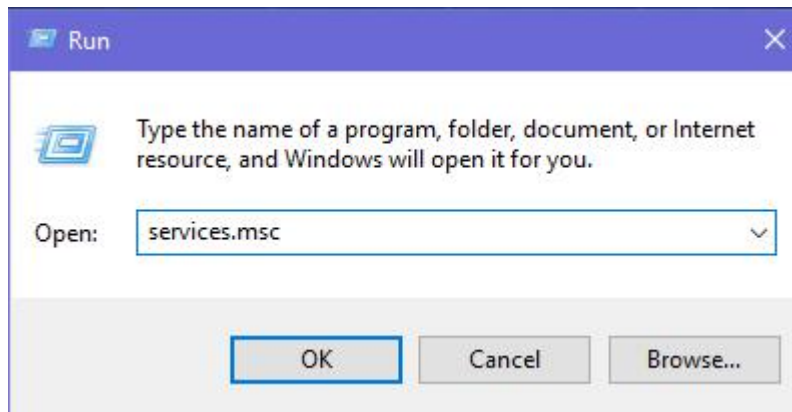 Run
Type the name of a program, folder, document, or Internet
resource, and Windows will open it for you.
Open: services.msc
OK Cancel Browse...